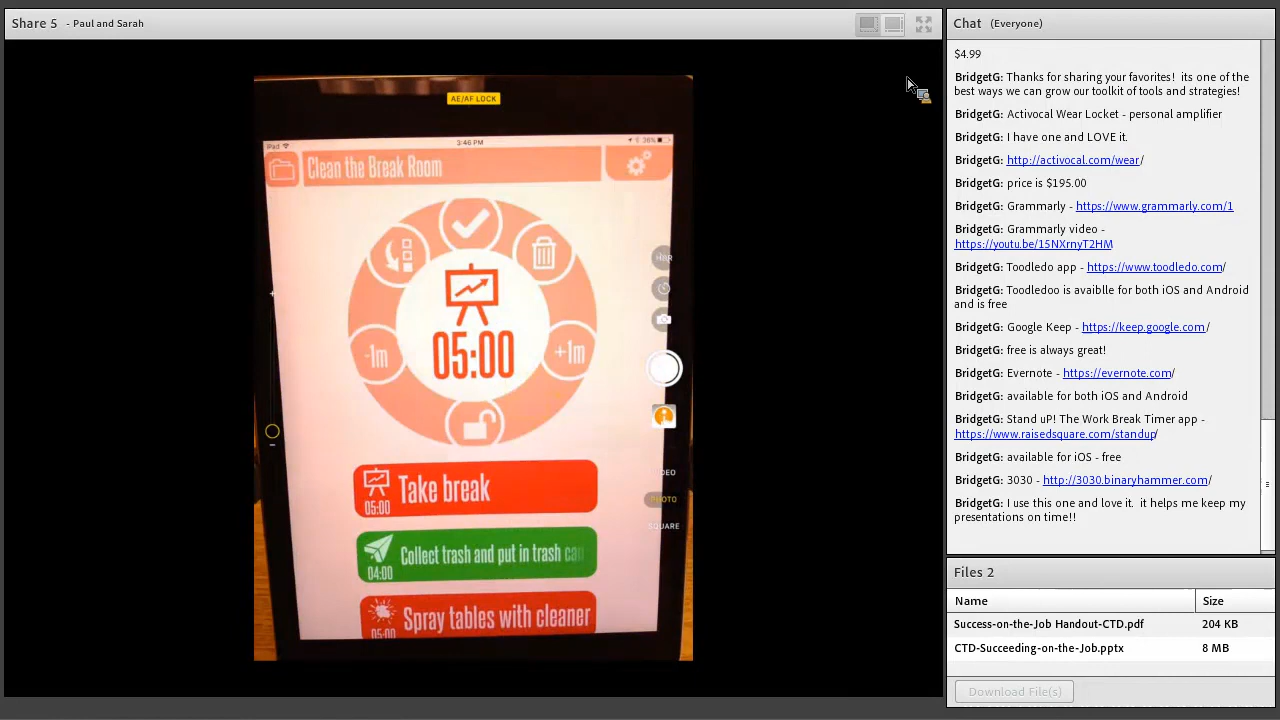 Share 5 - Paul and Sarah
AE/AF LOCK
iPad 3:46 PM 36%
Clean the Break Room
05:00
-1m
+1m
Take break
05:00
Collect trash and put in trash can
04:00
Spray tables with cleaner
05:00
HDR
PHOTO
SQUARE
Chat (Everyone)
$4.99
BridgetG: Thanks for sharing your favorites! its one of the
best ways we can grow our toolkit of tools and strategies!
BridgetG: Activocal Wear Locket - personal amplifier
BridgetG: I have one and LOVE it.
BridgetG: http://activocal.com/wear/
BridgetG: price is $195.00
BridgetG: Grammarly - https://www.grammarly.com/1
BridgetG: Grammarly video -
https://youtu.be/15NXrnyT2HM
BridgetG: Toodledo app - https://www.toodledo.com/
BridgetG: Toodledoo is avaiblle for both iOS and Android
and is free
BridgetG: Google Keep - https://keep.google.com/
BridgetG: free is always great!
BridgetG: Evernote - https://evernote.com/
BridgetG: available for both iOS and Android
BridgetG: Stand uP! The Work Break Timer app -
https://www.raisedsquare.com/standup/
BridgetG: available for iOS - free
BridgetG: 3030 - http://3030.binaryhammer.com/
BridgetG: I use this one and love it. it helps me keep my
presentations on time!!
Files 2
Name Size
Success-on-the-Job Handout-CTD.pdf 204 KB
CTD-Succeeding-on-the-Job.pptx 8 MB
Download File(s)